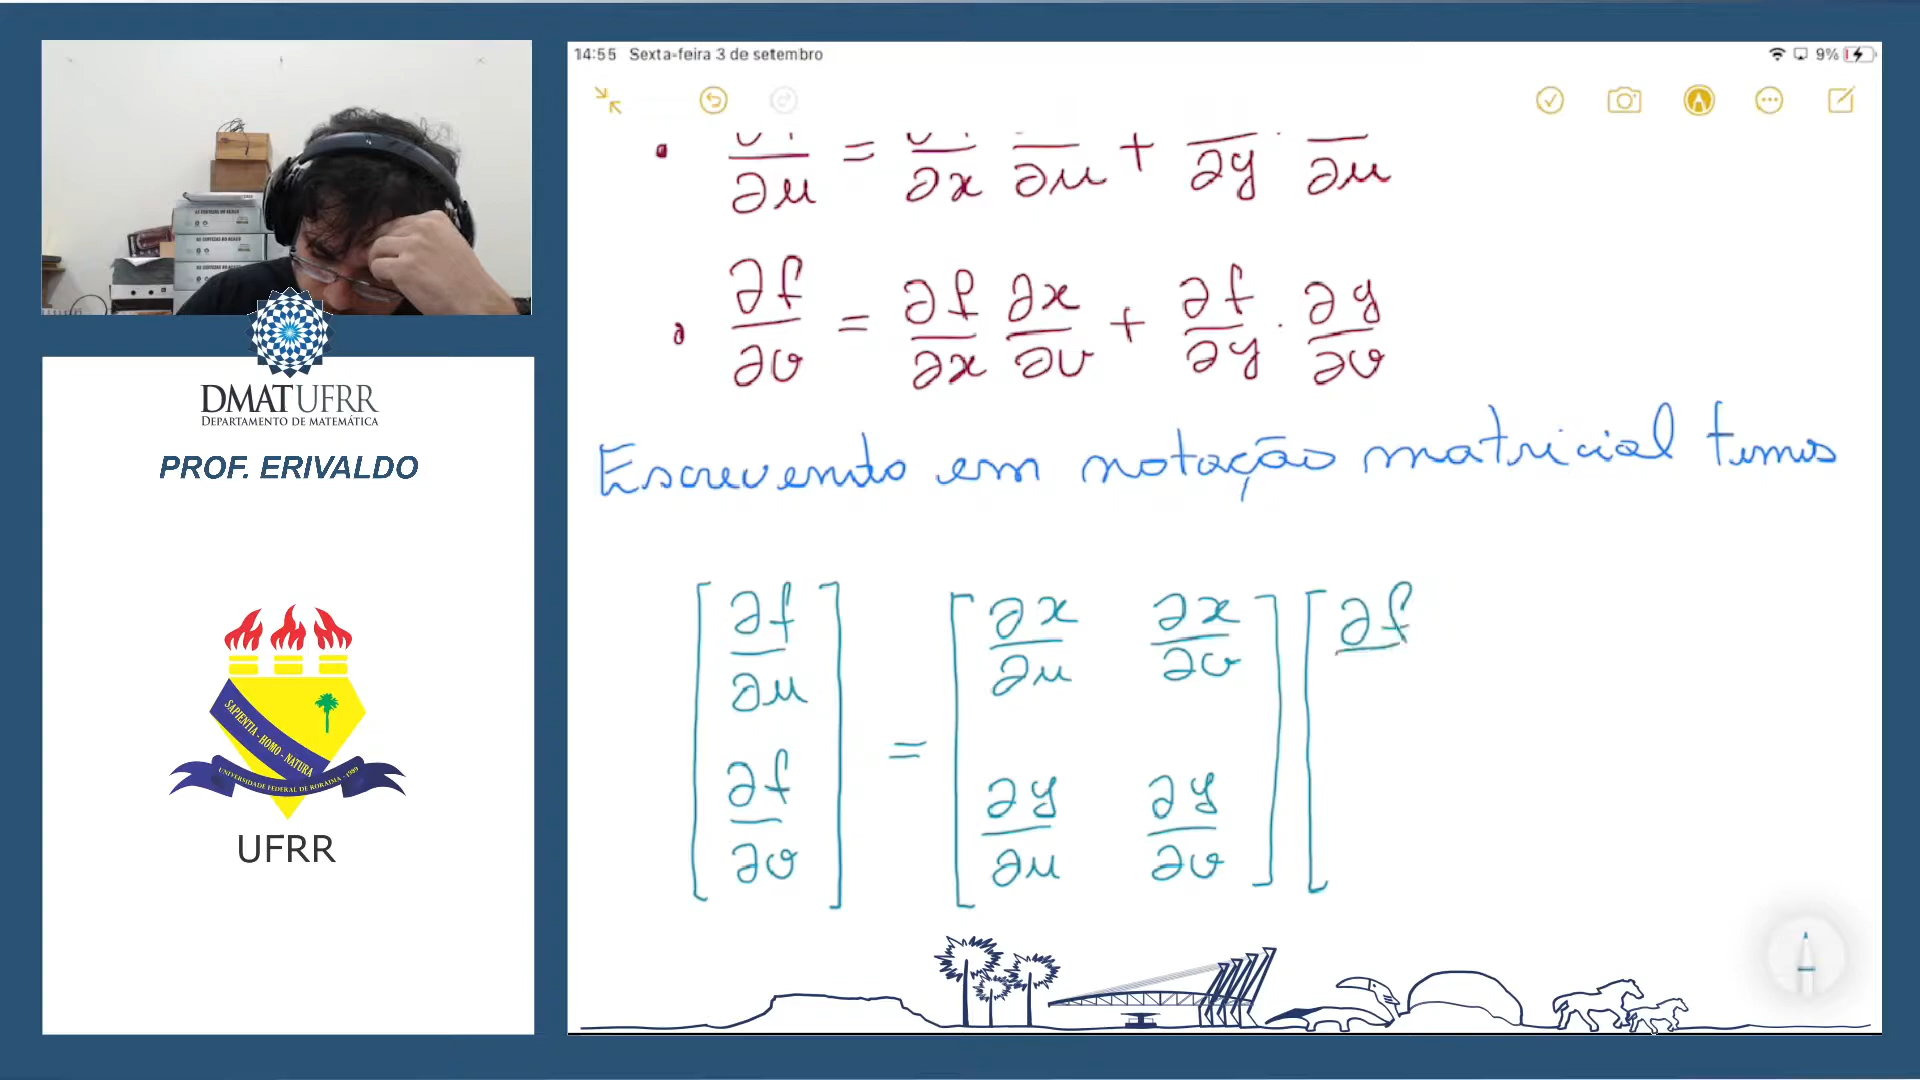 14:55 Sexta-feira 3 de setembro
9%
∂u = ∂x ∂u + ∂y · ∂u
∂f/∂v = ∂f/∂x ∂x/∂v + ∂f/∂y · ∂y/∂v
Escrevendo em notação matricial temos
[∂f/∂u ∂f/∂v] = [∂x/∂u ∂x/∂v ∂y/∂u ∂y/∂v] [∂f
DMATUFRR
DEPARTAMENTO DE MATEMÁTICA
PROF. ERIVALDO
SAPIENTIA - HOMO - NATURA
UNIVERSIDADE FEDERAL DE RORAIMA - 1989
UFRR